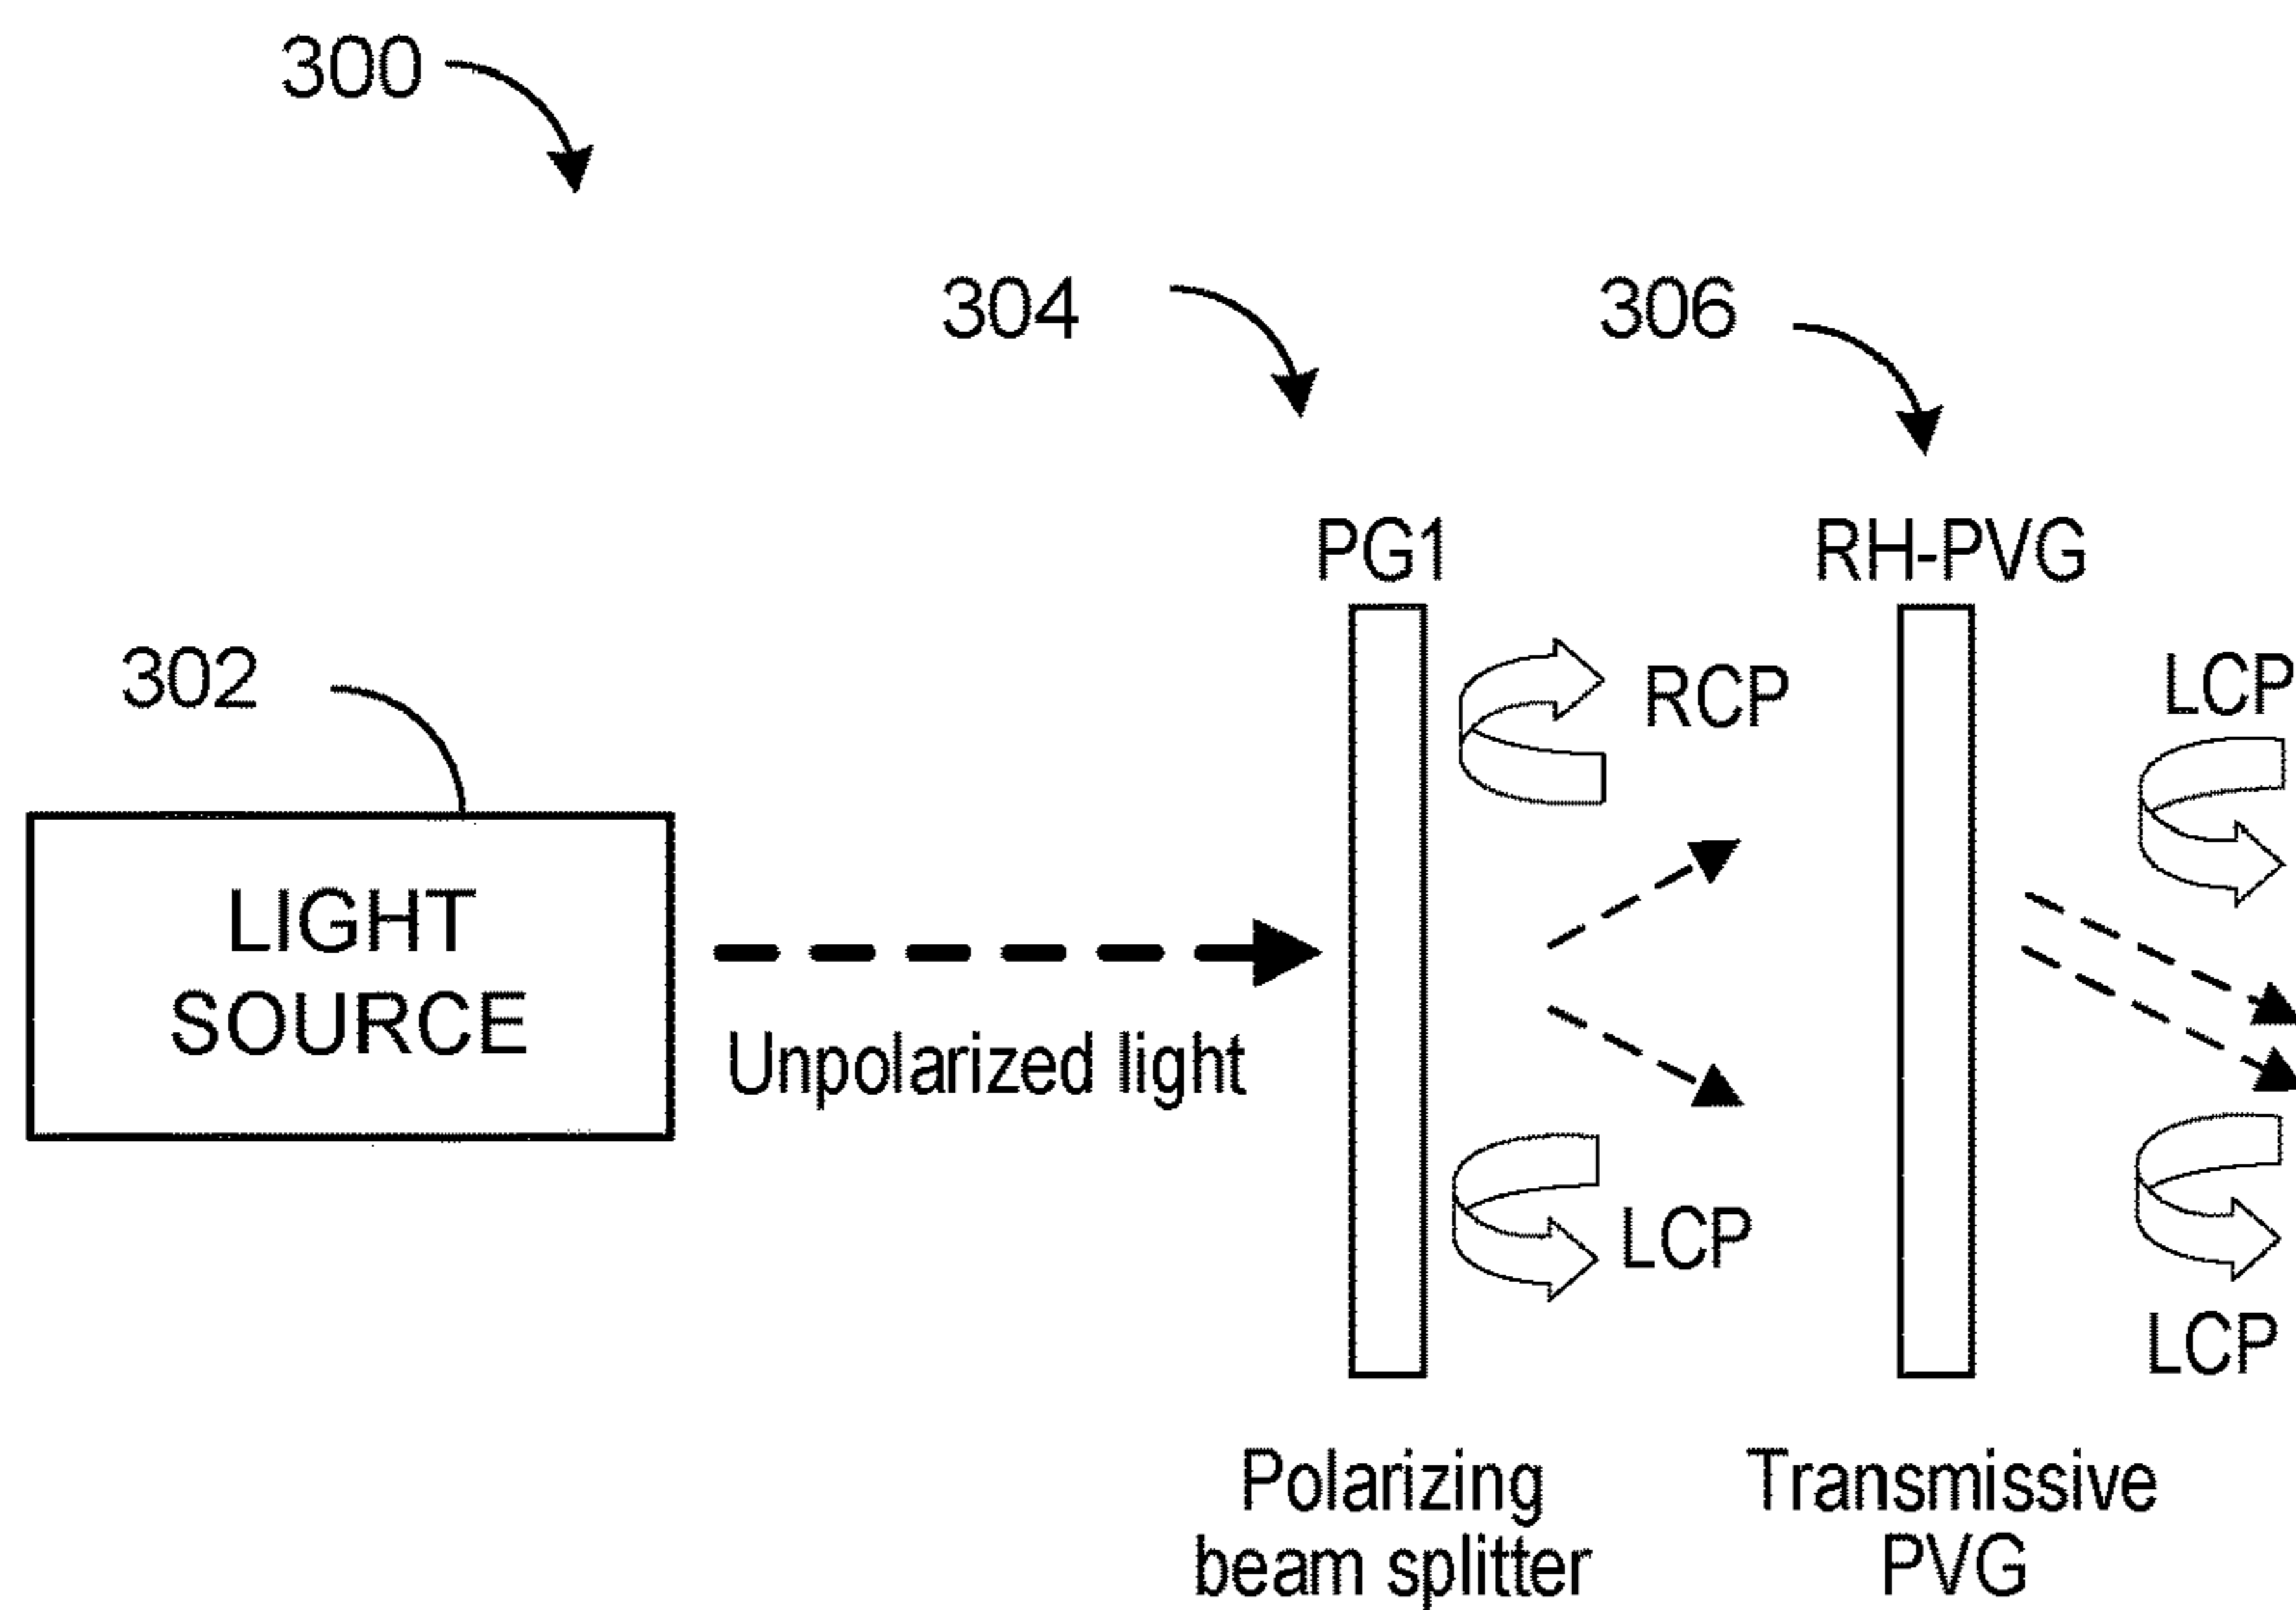 300
304
306
PG1
RH-PVG
302
RCP
LCP
LIGHT
SOURCE
Unpolarized light
LCP
LCP
Polarizing
beam splitter
Transmissive
PVG